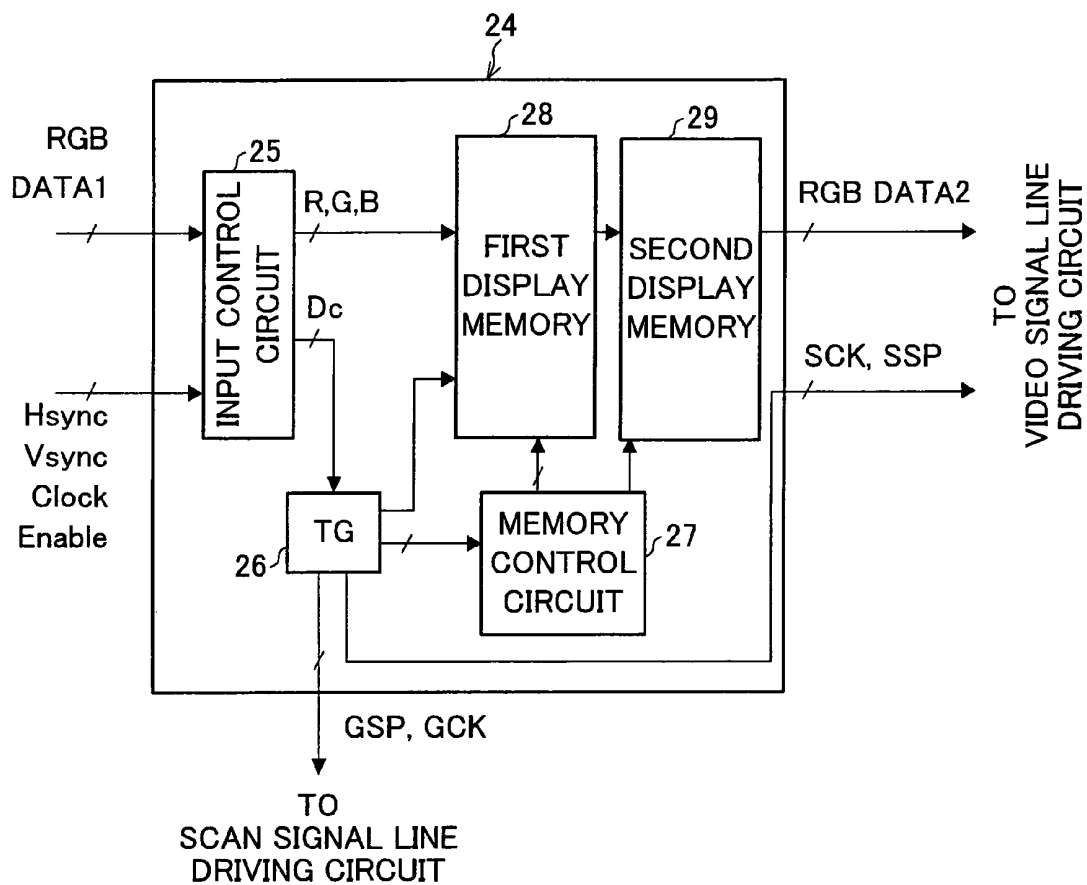 24
RGB
DATA1
25
INPUT CONTROL
CIRCUIT
R,G,B
Dc
28
FIRST
DISPLAY
MEMORY
29
SECOND
DISPLAY
MEMORY
RGB DATA2
SCK, SSP
TO
VIDEO SIGNAL LINE
DRIVING CIRCUIT
Hsync
Vsync
Clock
Enable
TG
26
MEMORY
CONTROL
CIRCUIT
27
GSP, GCK
TO
SCAN SIGNAL LINE
DRIVING CIRCUIT